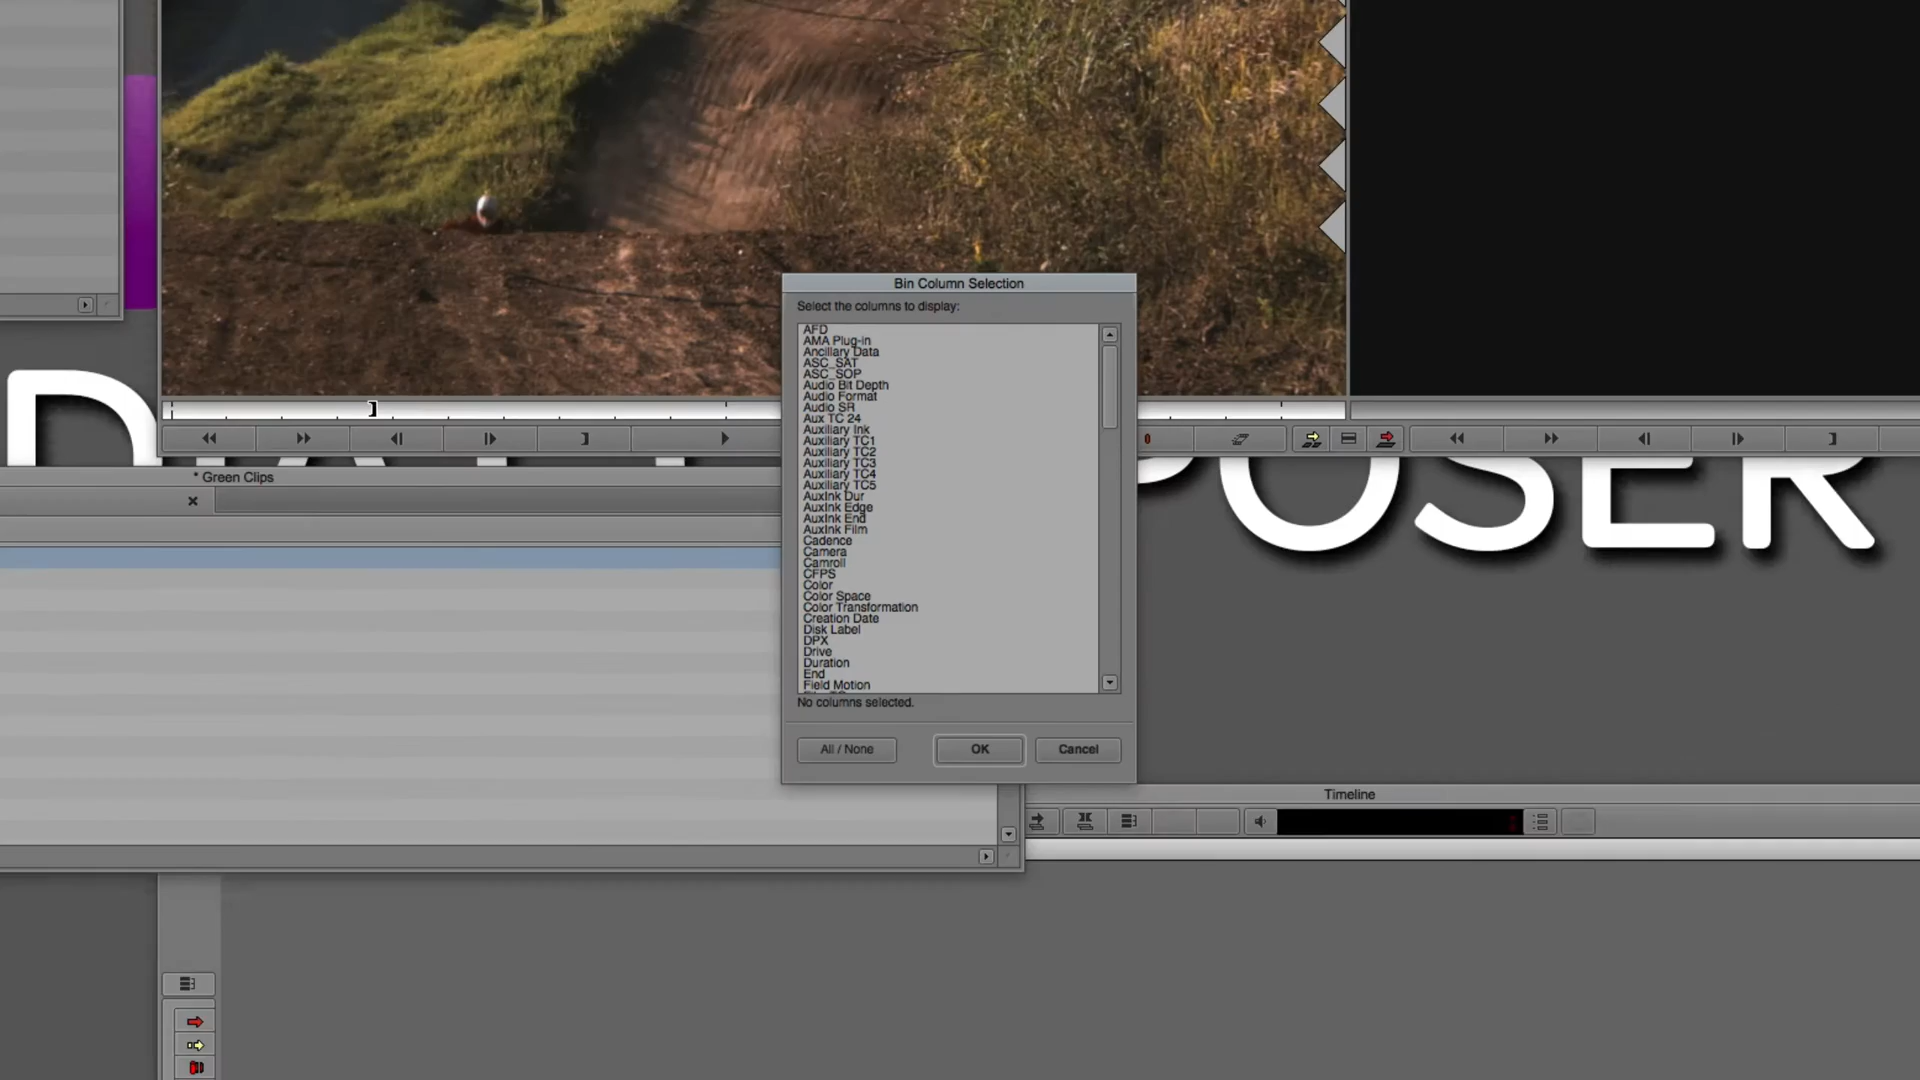 Bin Column Selection
Select the columns to display:
AFD
AMA Plug-in
Ancillary Data
ASC_SAT
ASC_SOP
Audio Bit Depth
Audio Format
Audio SR
Aux TC 24
Auxiliary Ink
Auxiliary TC1
Auxiliary TC2
Auxiliary TC3
Auxiliary TC4
Auxiliary TC5
AuxInk Dur
AuxInk Edge
AuxInk End
AuxInk Film
Cadence
Camera
Camroll
CFPS
Color
Color Space
Color Transformation
Creation Date
Disk Label
DPX
Drive
Duration
End
Field Motion
No columns selected.
All / None
OK
Cancel
* Green Clips
POSER
Timeline